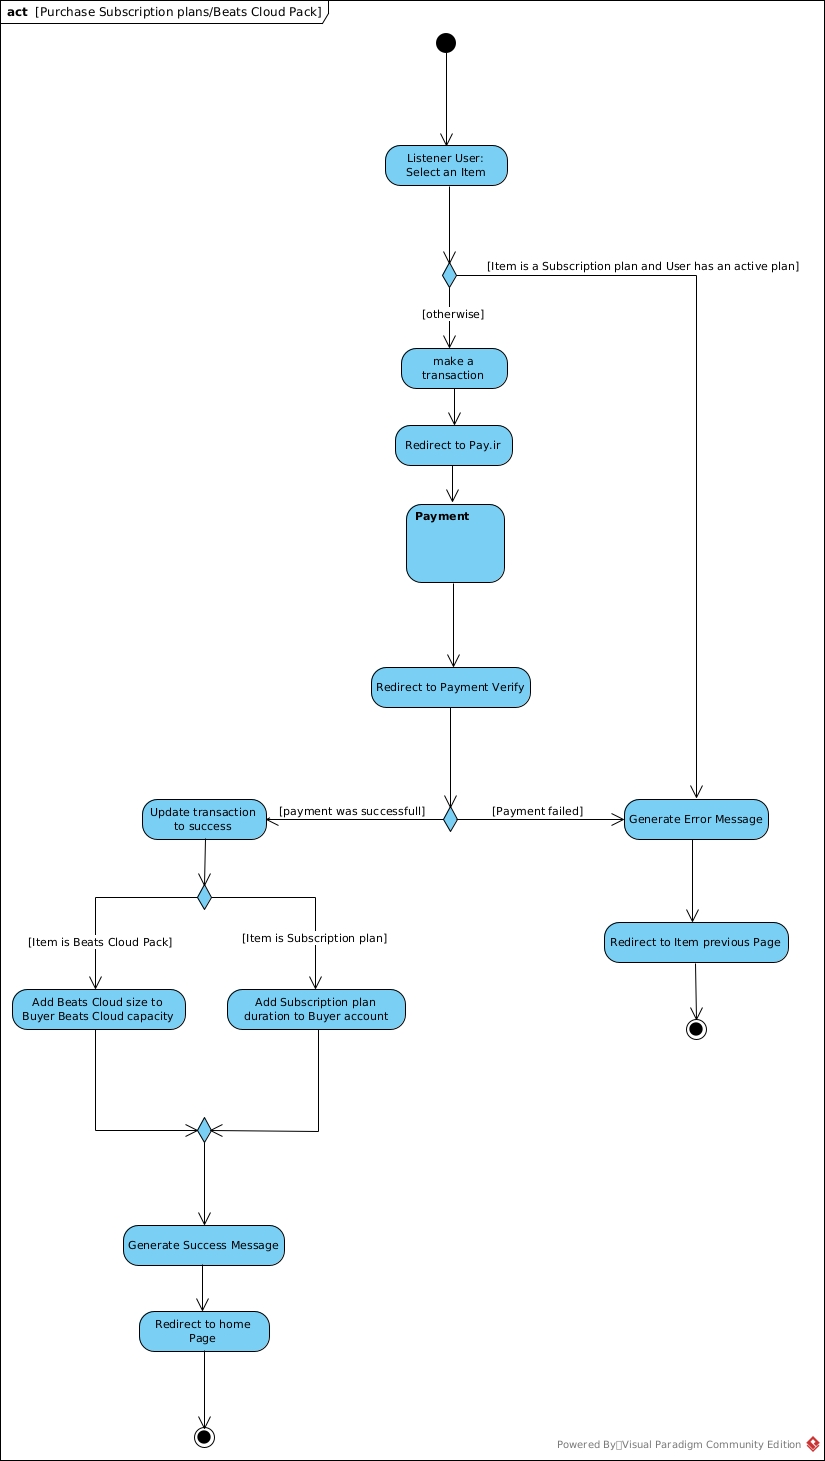 act [Purchase Subscription plans/Beats Cloud Pack]
Listener User:
Select an Item
[Item is a Subscription plan and User has an active plan]
[otherwise]
make a
transaction
Redirect to Pay.ir
Payment
Redirect to Payment Verify
Update transaction
to success
[payment was successfull]
[Payment failed]
Generate Error Message
[Item is Beats Cloud Pack]
[Item is Subscription plan]
Redirect to Item previous Page
Add Beats Cloud size to
Buyer Beats Cloud capacity
Add Subscription plan
duration to Buyer account
Generate Success Message
Redirect to home
Page
Powered By Visual Paradigm Community Edition